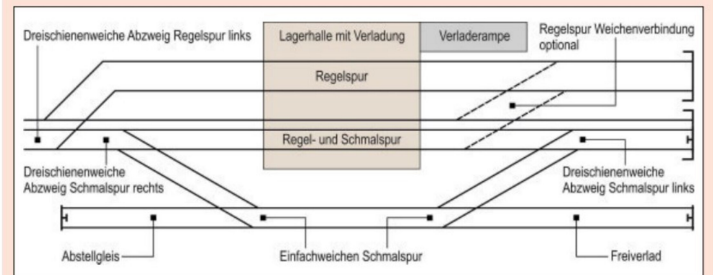 Dreischienenweiche Abzweig Regelspur links
Lagerhalle mit Verladung
Verladerampe
Regelspur Weichenverbindung
optional
Regelspur
Regel- und Schmalspur
Dreischienenweiche
Abzweig Schmalspur rechts
Dreischienenweiche
Abzweig Schmalspur links
Abstellgleis
Einfachweichen Schmalspur
Freiverlad